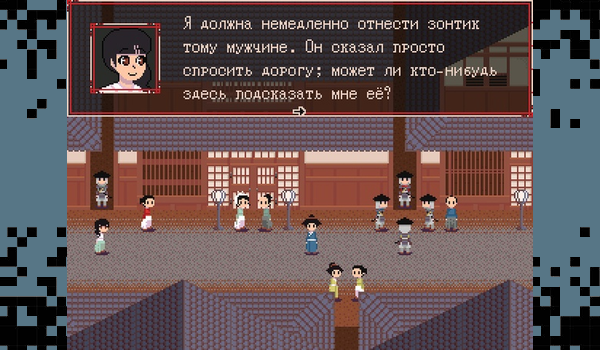 Я должна немедленно отнести зонтик
тому мужчине. Он сказал просто
спросить дорогу; может ли кто-нибудь
здесь подсказать мне её?